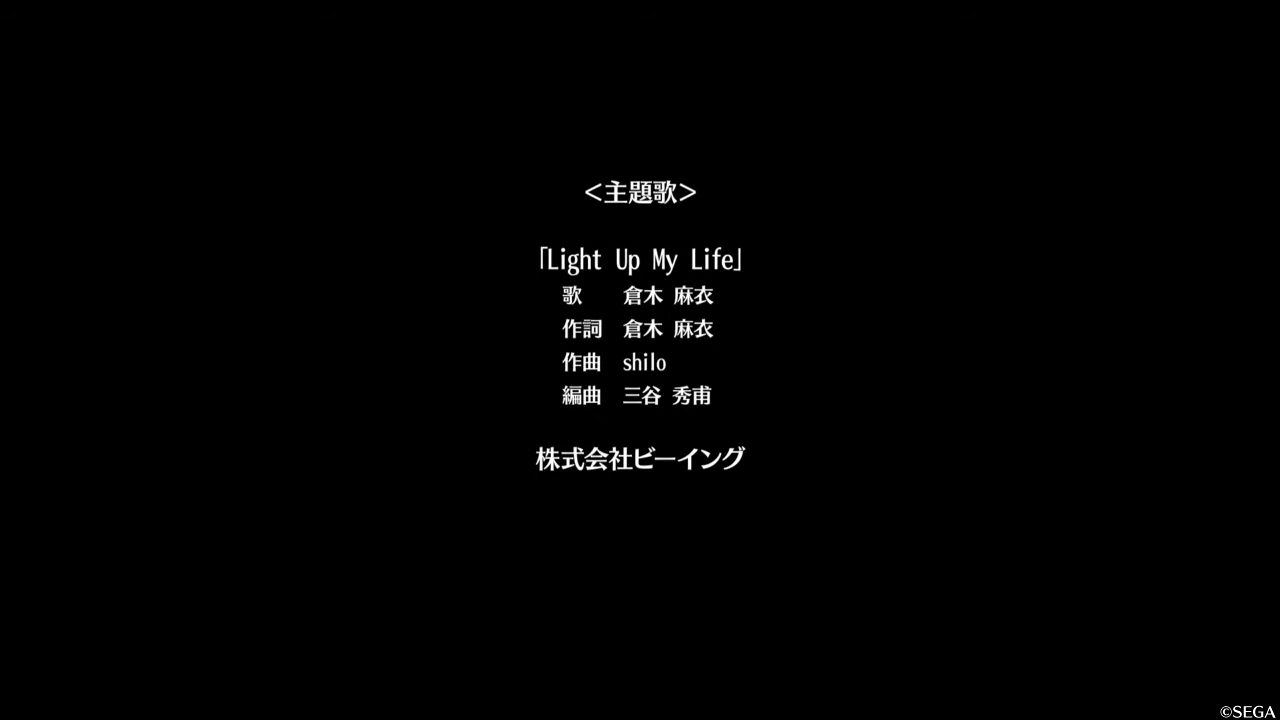 ＜主題歌＞
「Light Up My Life」
歌　　倉木 麻衣
作詞　倉木 麻衣
作曲　shilo
編曲　三谷 秀甫
株式会社ビーイング
©SEGA